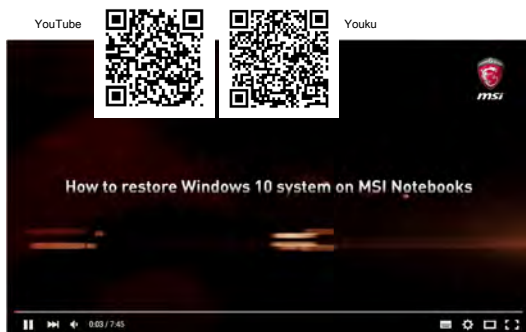 YouTube
Youku
msi
How to restore Windows 10 system on MSI Notebooks
0:03 / 7:45